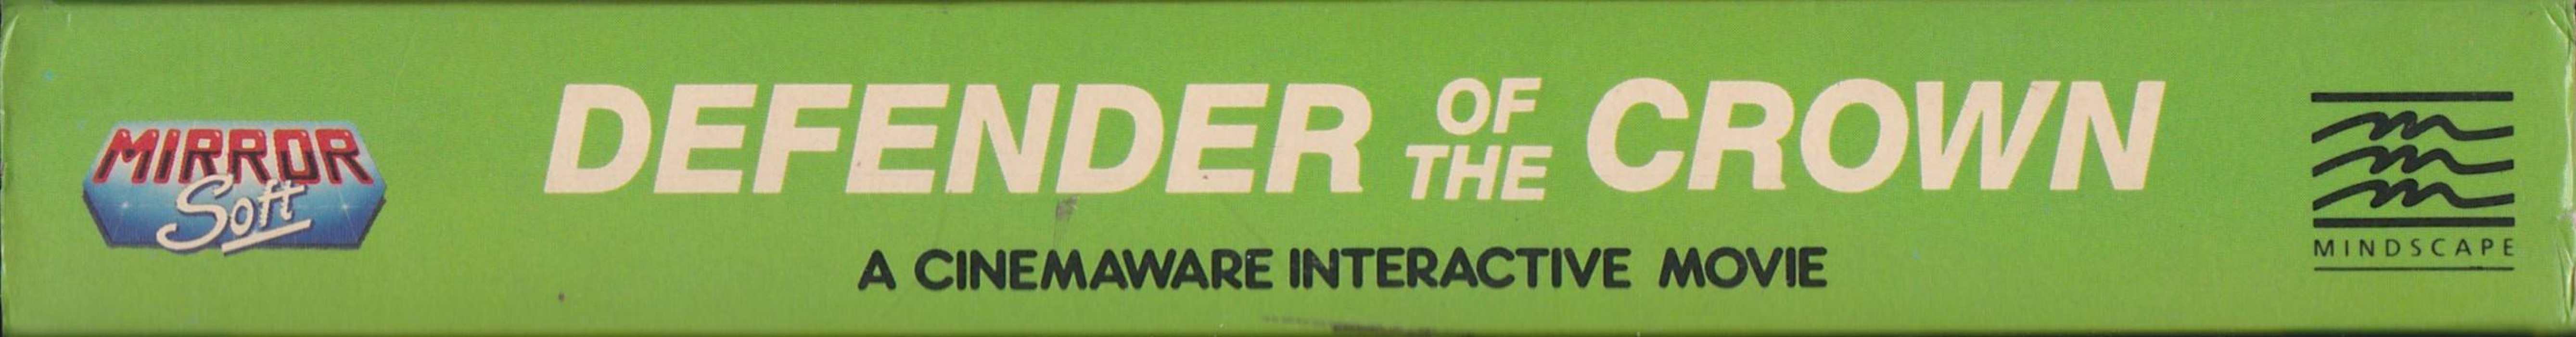 MIRROR
Soft
DEFENDER OF THE CROWN
A CINEMAWARE INTERACTIVE MOVIE
MINDSCAPE